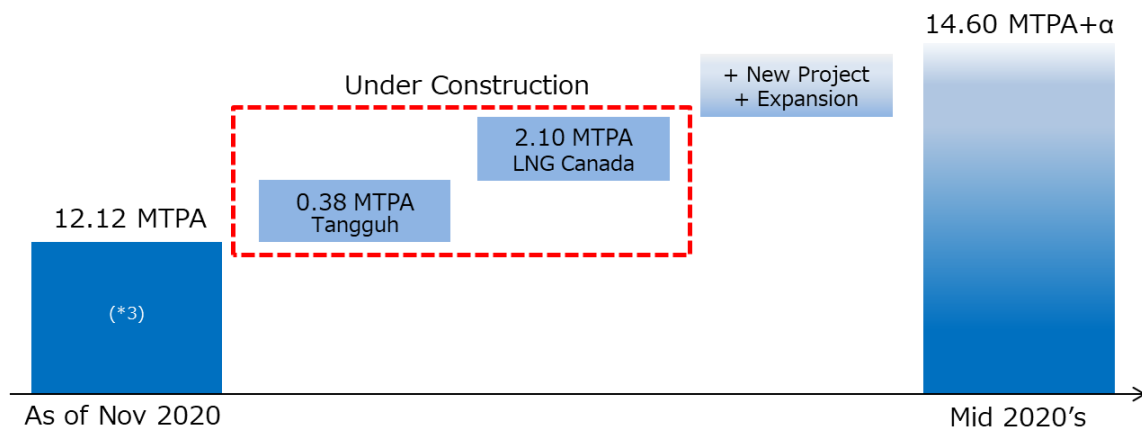 14.60 MTPA+α
+ New Project
+ Expansion
Under Construction
2.10 MTPA
LNG Canada
0.38 MTPA
Tangguh
12.12 MTPA
(*3)
As of Nov 2020
Mid 2020's